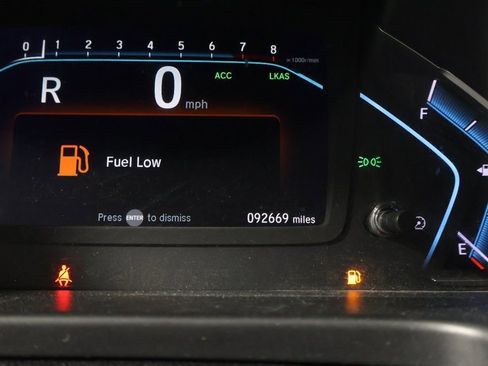 0 1 2 3 4 5 6 7 8
x1000r/min
ACC LKAS
R 0 mph
F
Fuel Low
Press ENTER to dismiss
092669 miles
E